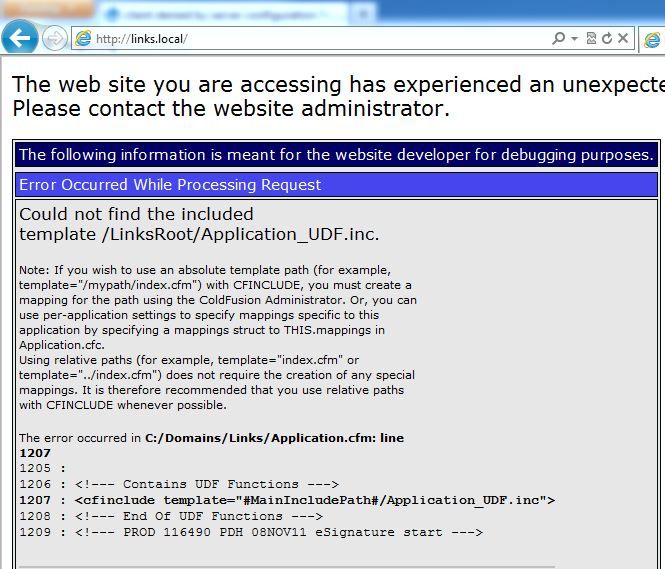 http://links.local/
The web site you are accessing has experienced an
Please contact the website administrator.
The following information is meant for the website developer for debugging purposes.
Error Occurred While Processing Request
Could not find the included
template /LinksRoot/Application_UDF.inc.
Note: If you wish to use an absolute template path (for example,
template="/mypath/index.cfm") with CFINCLUDE, you must create a
mapping for the path using the ColdFusion Administrator. Or, you can
use per-application settings to specify mappings specific to this
application by specifying a mappings struct to THIS.mappings in
Application.cfc.
Using relative paths (for example, template="index.cfm" or
template="../index.cfm") does not require the creation of any special
mappings. It is therefore recommended that you use relative paths
with CFINCLUDE whenever possible.
The error occurred in C:/Domains/Links/Application.cfm: line
1207
1205 :
1206 : <!--- Contains UDF Functions --->
1207 : <cfinclude template="#MainIncludePath#/Application_UDF.inc">
1208 : <!--- End Of UDF Functions --->
1209 : <!--- PROD 116490 PDH 08NOV11 eSignature start --->